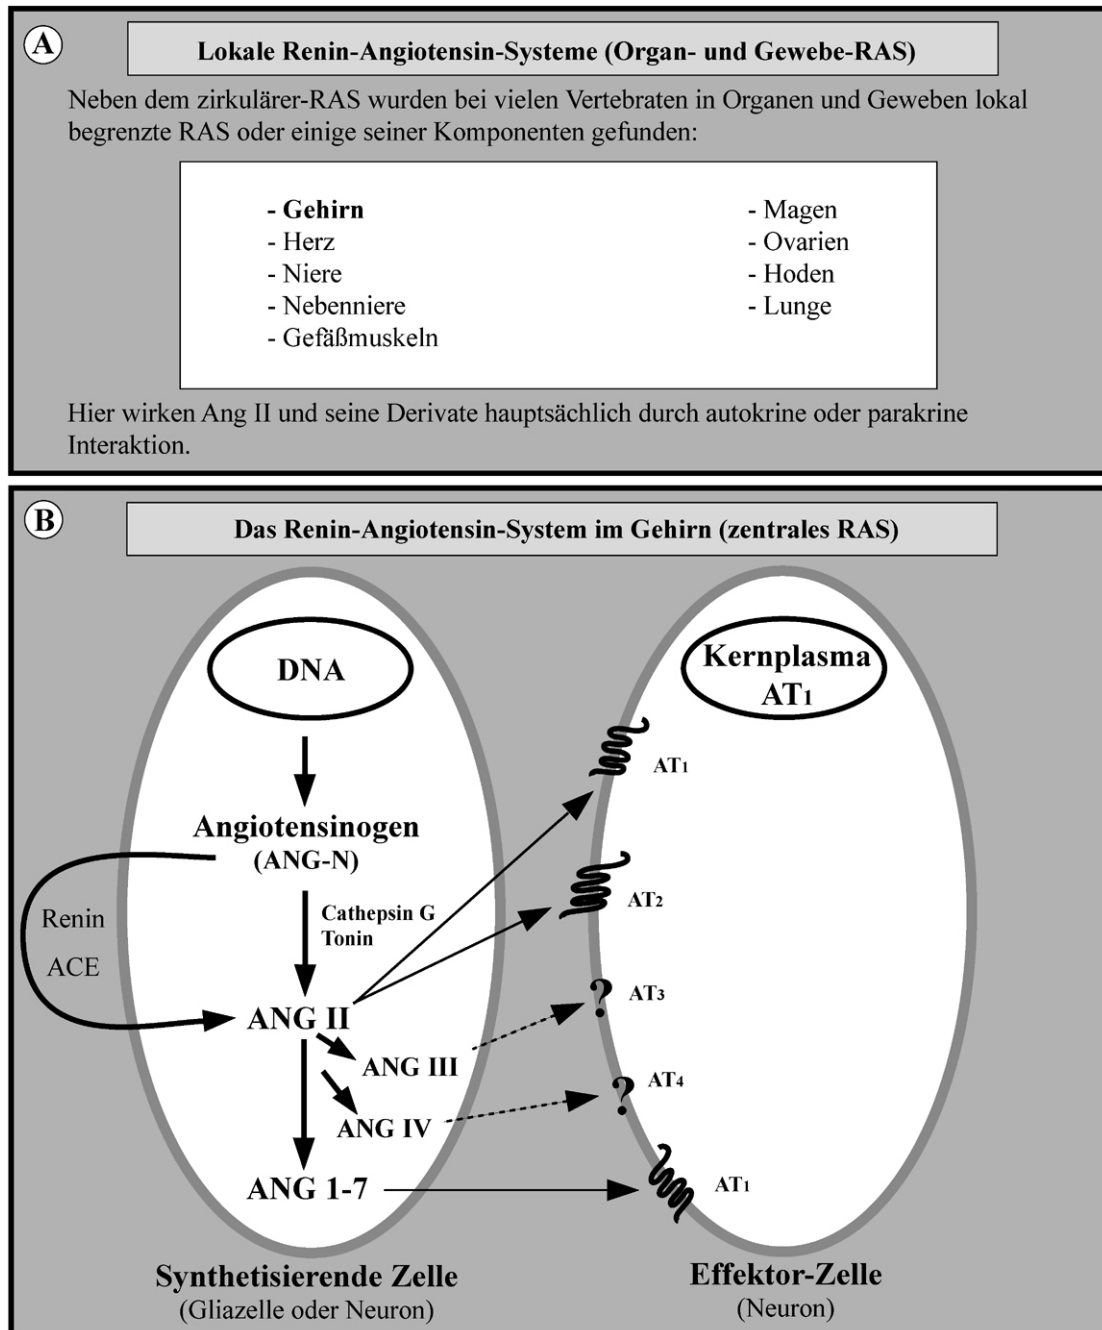 A
Lokale Renin-Angiotensin-Systeme (Organ- und Gewebe-RAS)
Neben dem zirkulärer-RAS wurden bei vielen Vertebraten in Organen und Geweben lokal
begrenzte RAS oder einige seiner Komponenten gefunden:
- Gehirn
- Herz
- Niere
- Nebenniere
- Gefäßmuskeln
- Magen
- Ovarien
- Hoden
- Lunge
Hier wirken Ang II und seine Derivate hauptsächlich durch autokrine oder parakrine
Interaktion.
B
Das Renin-Angiotensin-System im Gehirn (zentrales RAS)
DNA
Angiotensinogen
(ANG-N)
Cathepsin G
Tonin
Renin
ACE
ANG II
ANG III
ANG IV
ANG 1-7
Synthetisierende Zelle
(Gliazelle oder Neuron)
Kernplasma
AT1
AT1
AT2
? AT3
? AT4
AT1
Effektor-Zelle
(Neuron)